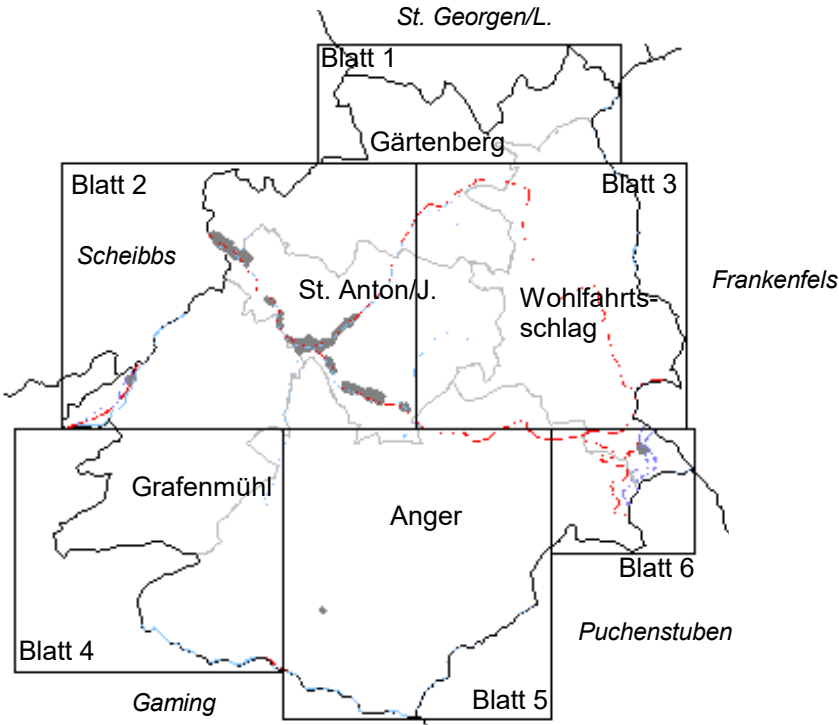 St. Georgen/L.
Blatt 1
Gärtenberg
Blatt 2
Blatt 3
Scheibbs
Frankenfels
St. Anton/J.
Wohlfahrts-
schlag
Grafenmühl
Anger
Blatt 6
Puchenstuben
Blatt 4
Gaming
Blatt 5